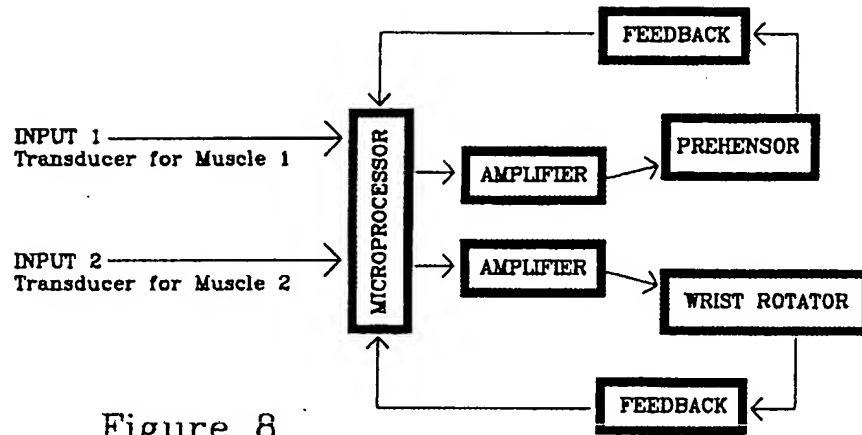 FEEDBACK
INPUT 1
Transducer for Muscle 1
MICROPROCESSOR
AMPLIFIER
PREHENSOR
INPUT 2
Transducer for Muscle 2
AMPLIFIER
WRIST ROTATOR
FEEDBACK
Figure 8